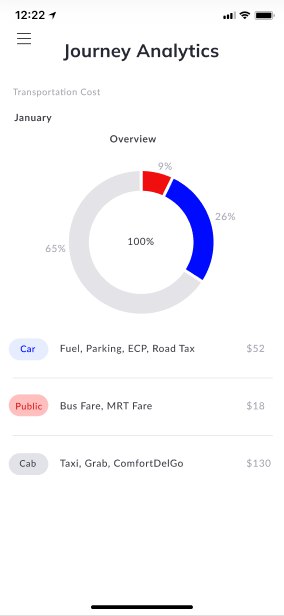 12:22
Journey Analytics
Transportation Cost
January
Overview
9%
26%
65%
100%
Car Fuel, Parking, ECP, Road Tax $52
Public Bus Fare, MRT Fare $18
Cab Taxi, Grab, ComfortDelGo $130